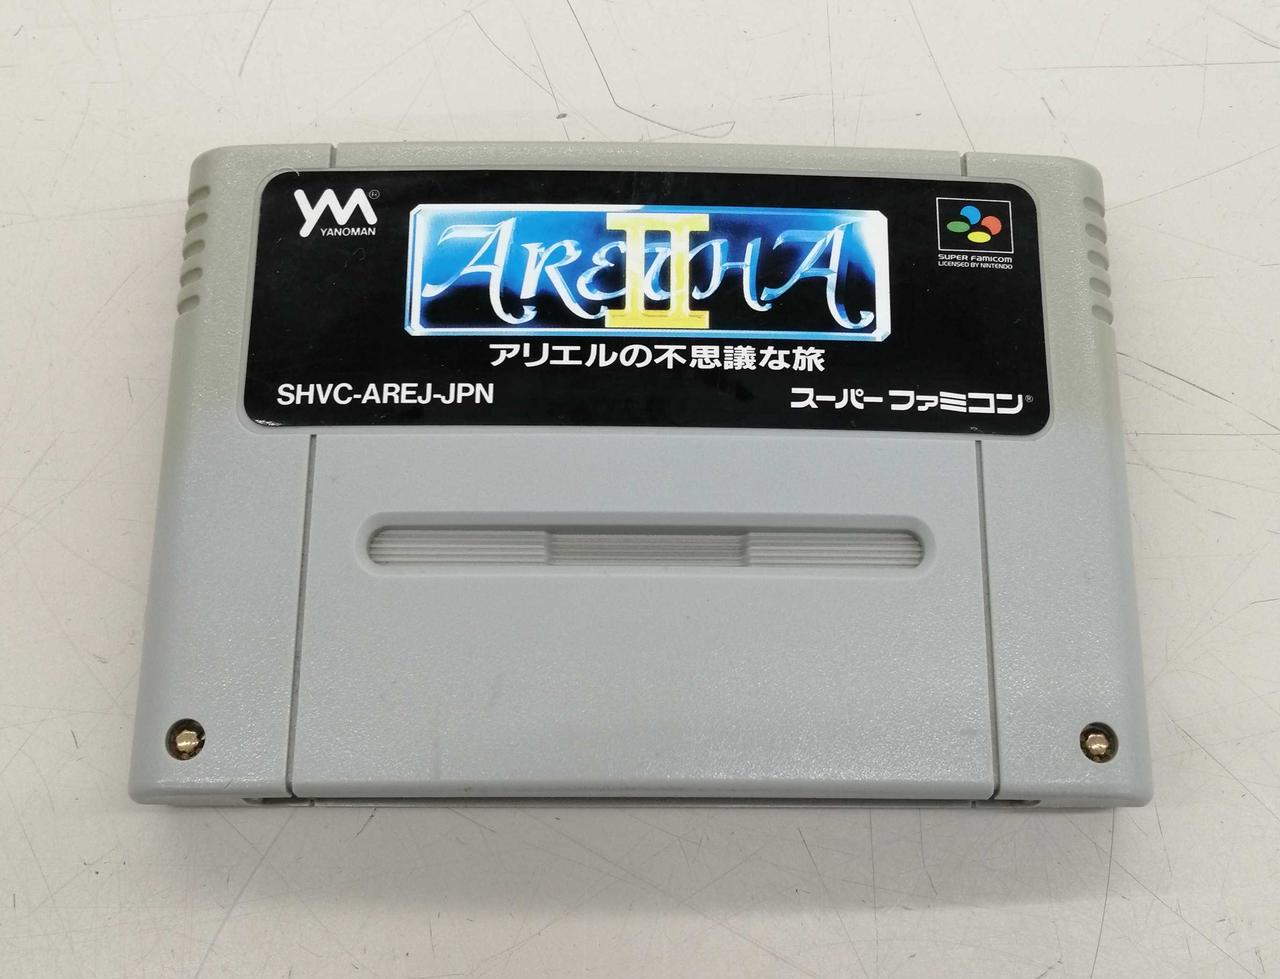 YM®
YANOMAN
ARETHA
II
SUPER FAMICOM
LICENSED BY NINTENDO
アリエルの不思議な旅
SHVC-AREJ-JPN
スーパーファミコン®